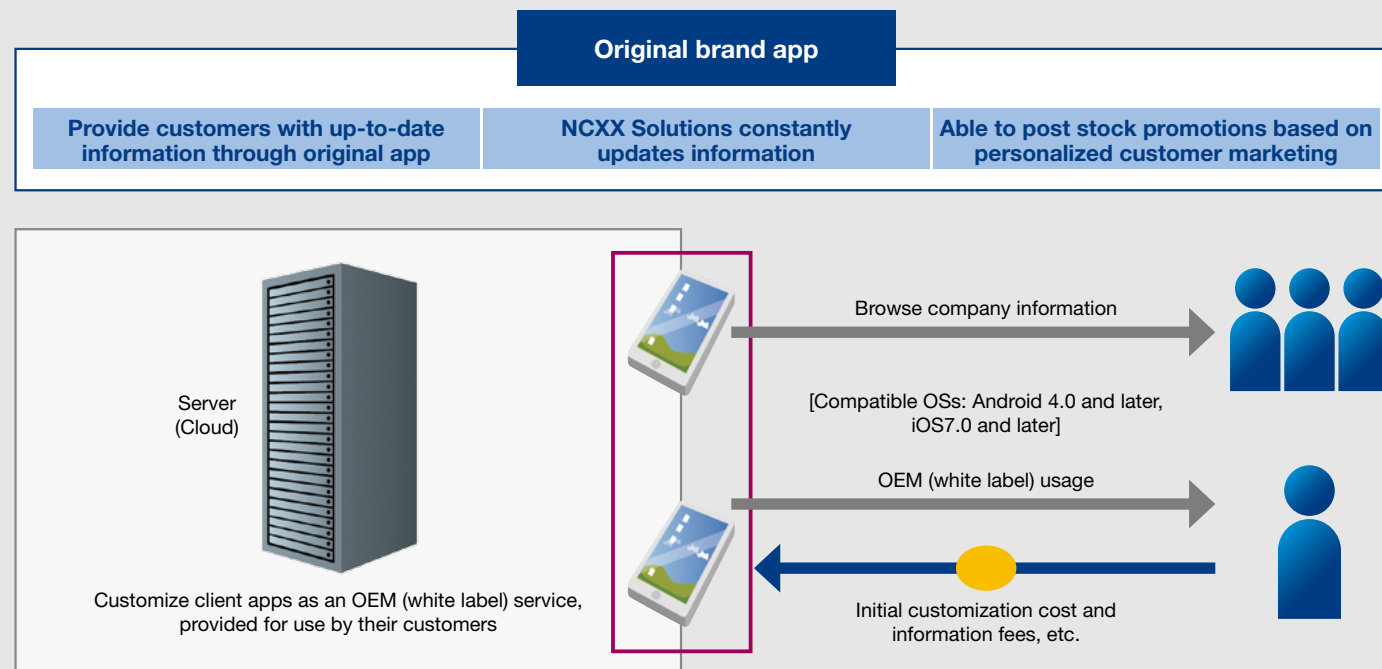 Original brand app
Provide customers with up-to-date
information through original app
NCXX Solutions constantly
updates information
Able to post stock promotions based on
personalized customer marketing
Server
(Cloud)
Customize client apps as an OEM (white label) service,
provided for use by their customers
Browse company information
[Compatible OSs: Android 4.0 and later,
iOS7.0 and later]
OEM (white label) usage
Initial customization cost and
information fees, etc.